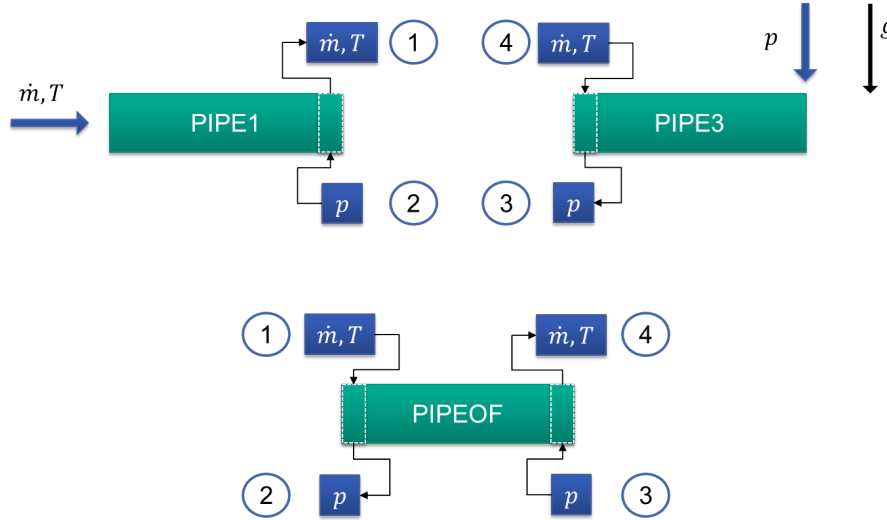 ṁ, T 1 4 ṁ, T
p g
ṁ, T
PIPE1 PIPE3
p 2 3 p
1 ṁ, T ṁ, T 4
PIPEOF
2 p p 3